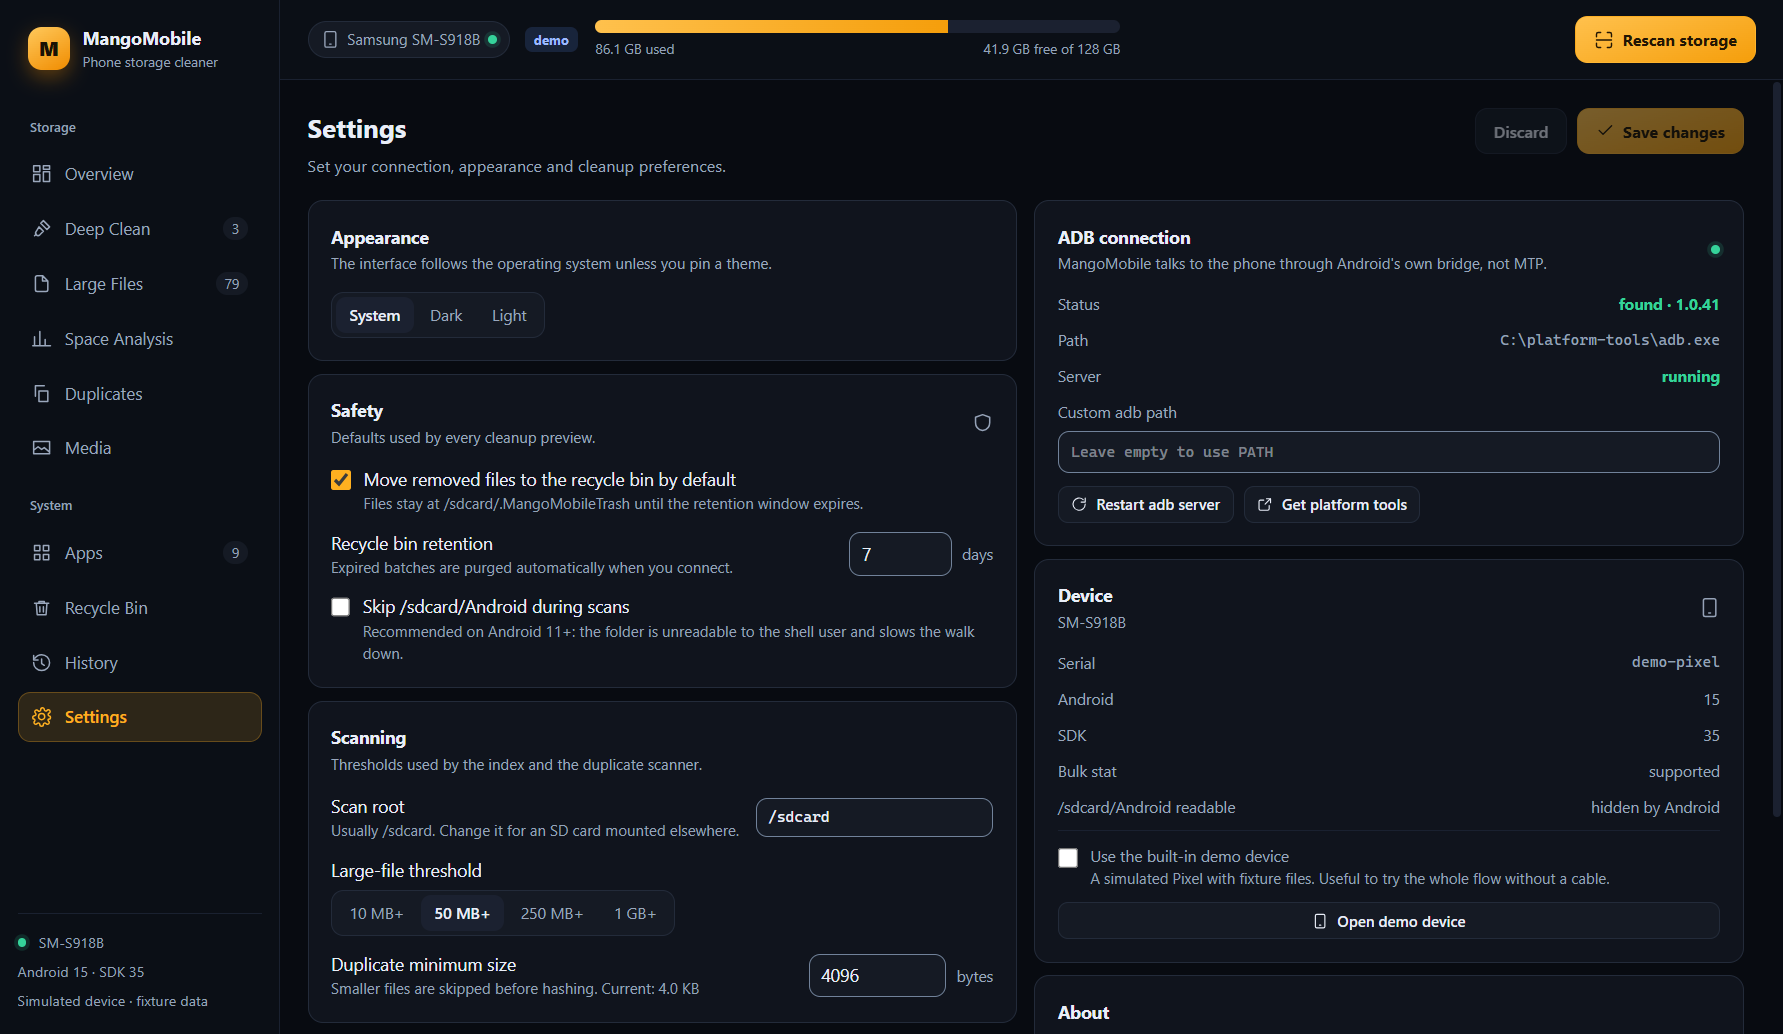 M
MangoMobile
Phone storage cleaner
Storage
Overview
Deep Clean 3
Large Files 79
Space Analysis
Duplicates
Media
System
Apps 9
Recycle Bin
History
Settings
SM-S918B
Android 15 · SDK 35
Simulated device · fixture data
Samsung SM-S918B
demo
86.1 GB used
41.9 GB free of 128 GB
Rescan storage
Settings
Set your connection, appearance and cleanup preferences.
Discard
Save changes
Appearance
The interface follows the operating system unless you pin a theme.
System Dark Light
Safety
Defaults used by every cleanup preview.
Move removed files to the recycle bin by default
Files stay at /sdcard/.MangoMobileTrash until the retention window expires.
Recycle bin retention
Expired batches are purged automatically when you connect.
7 days
Skip /sdcard/Android during scans
Recommended on Android 11+: the folder is unreadable to the shell user and slows the walk
down.
Scanning
Thresholds used by the index and the duplicate scanner.
Scan root
Usually /sdcard. Change it for an SD card mounted elsewhere.
/sdcard
Large-file threshold
10 MB+ 50 MB+ 250 MB+ 1 GB+
Duplicate minimum size
Smaller files are skipped before hashing. Current: 4.0 KB
4096 bytes
ADB connection
MangoMobile talks to the phone through Android's own bridge, not MTP.
Status found · 1.0.41
Path C:\platform-tools\adb.exe
Server running
Custom adb path
Leave empty to use PATH
Restart adb server
Get platform tools
Device
SM-S918B
Serial demo-pixel
Android 15
SDK 35
Bulk stat supported
/sdcard/Android readable hidden by Android
Use the built-in demo device
A simulated Pixel with fixture files. Useful to try the whole flow without a cable.
Open demo device
About